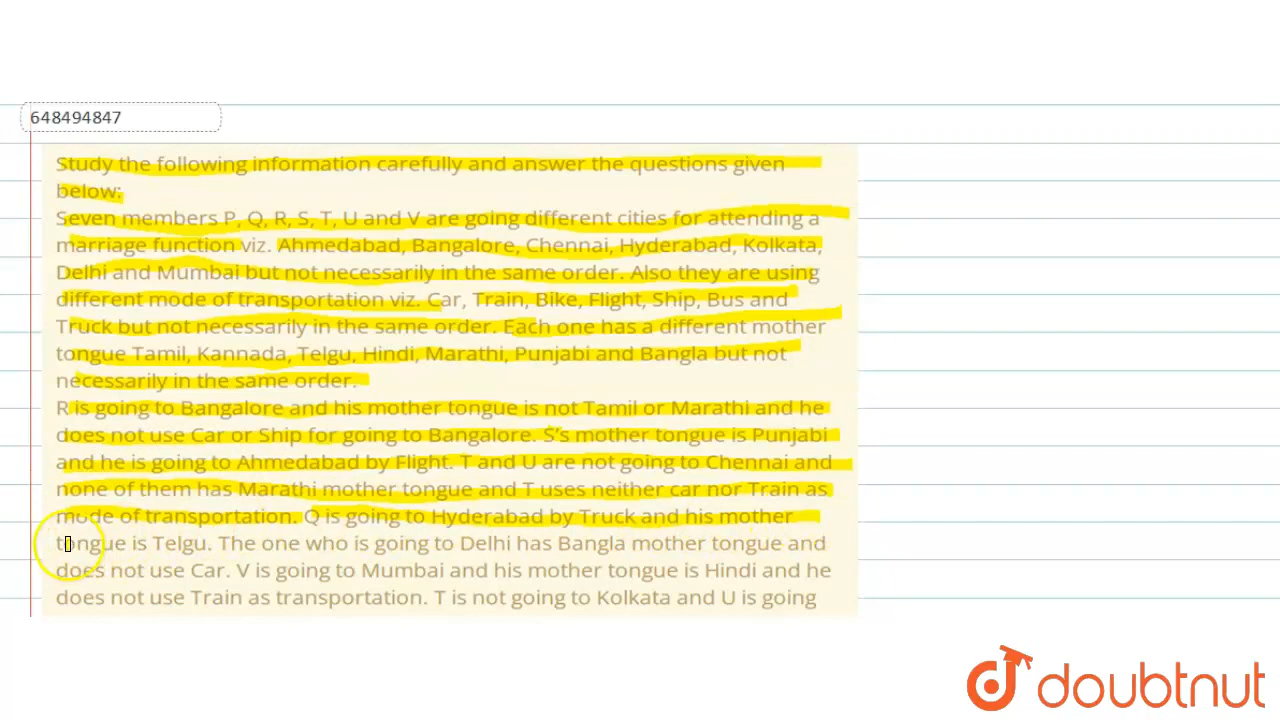 648494847
Study the following information carefully and answer the questions given
below:
Seven members P, Q, R, S, T, U and V are going different cities for attending a
marriage function viz. Ahmedabad, Bangalore, Chennai, Hyderabad, Kolkata,
Delhi and Mumbai but not necessarily in the same order. Also they are using
different mode of transportation viz. Car, Train, Bike, Flight, Ship, Bus and
Truck but not necessarily in the same order. Each one has a different mother
tongue Tamil, Kannada, Telgu, Hindi, Marathi, Punjabi and Bangla but not
necessarily in the same order.
R is going to Bangalore and his mother tongue is not Tamil or Marathi and he
does not use Car or Ship for going to Bangalore. S's mother tongue is Punjabi
and he is going to Ahmedabad by Flight. T and U are not going to Chennai and
none of them has Marathi mother tongue and T uses neither car nor Train as
mode of transportation. Q is going to Hyderabad by Truck and his mother
tongue is Telgu. The one who is going to Delhi has Bangla mother tongue and
does not use Car. V is going to Mumbai and his mother tongue is Hindi and he
does not use Train as transportation. T is not going to Kolkata and U is going
doubtnut